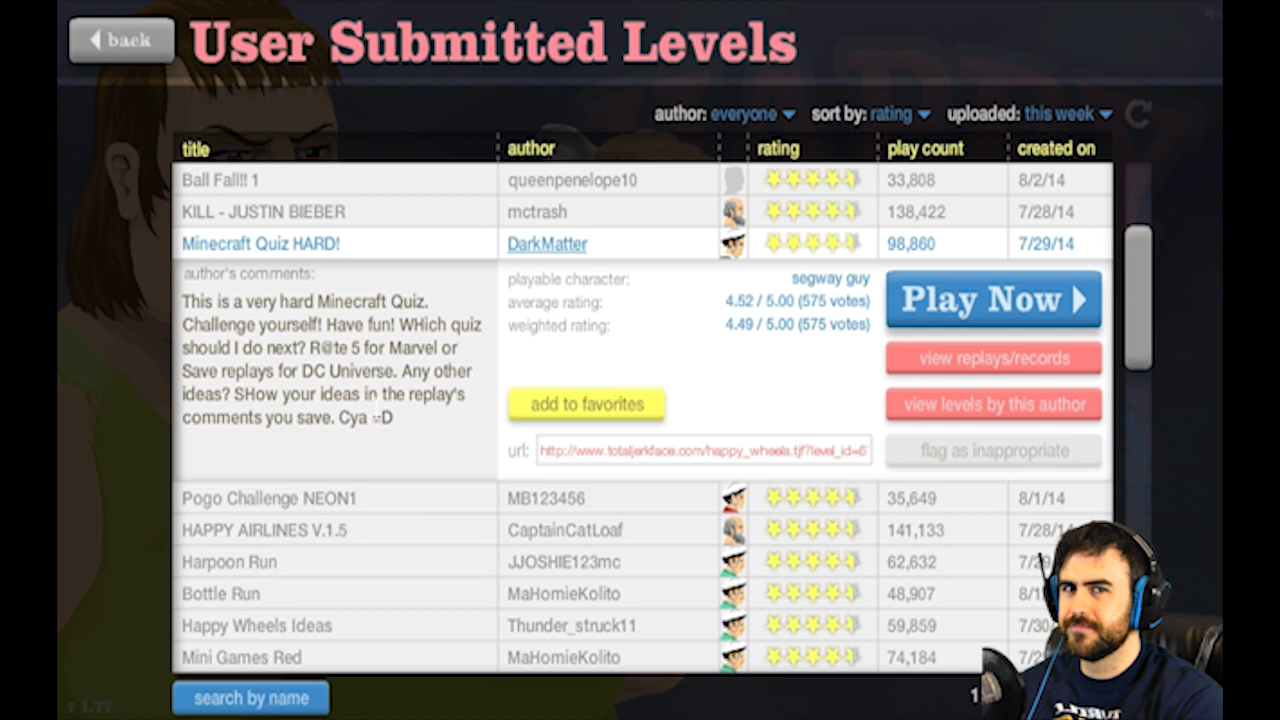 back
User Submitted Levels
author: everyone sort by: rating uploaded: this week
title author rating play count created on
Ball Fall!! 1 queenpenelope10 33,808 8/2/14
KILL - JUSTIN BIEBER mctrash 138,422 7/28/14
Minecraft Quiz HARD! DarkMatter 98,860 7/29/14
author's comments:
This is a very hard Minecraft Quiz.
Challenge yourself! Have fun! WHich quiz
should I do next? R@te 5 for Marvel or
Save replays for DC Universe. Any other
ideas? SHow your ideas in the replay's
comments you save. Cya =D
playable character: segway guy
average rating: 4.52 / 5.00 (575 votes)
weighted rating: 4.49 / 5.00 (575 votes)
add to favorites
url: http://www.totaljerkface.com/happy_wheels.tjf?level_id=6
Play Now
view replays/records
view levels by this author
flag as inappropriate
Pogo Challenge NEON1 MB123456 35,649 8/1/14
HAPPY AIRLINES V.1.5 CaptainCatLoaf 141,133 7/28/14
Harpoon Run JJOSHIE123mc 62,632
Bottle Run MaHomieKolito 48,907
Happy Wheels Ideas Thunder_struck11 59,859 7/30
Mini Games Red MaHomieKolito 74,184
search by name 1
v 1.77